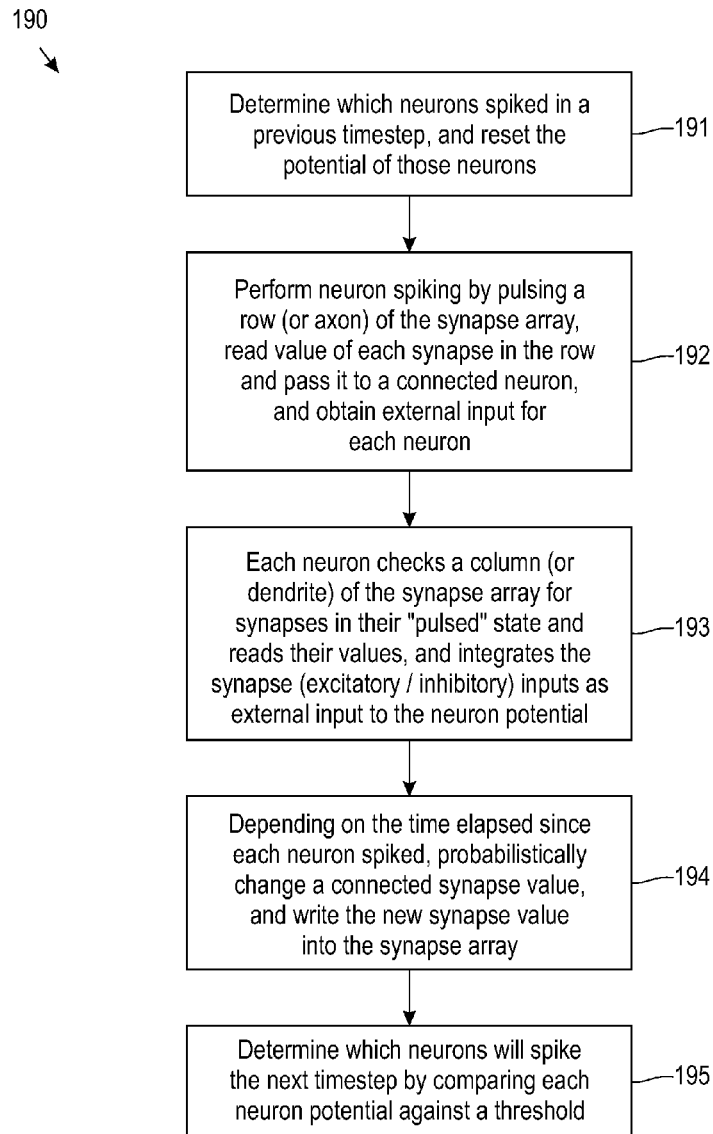 190
Determine which neurons spiked in a
previous timestep, and reset the
potential of those neurons
191
Perform neuron spiking by pulsing a
row (or axon) of the synapse array,
read value of each synapse in the row
and pass it to a connected neuron,
and obtain external input for
each neuron
192
Each neuron checks a column (or
dendrite) of the synapse array for
synapses in their "pulsed" state and
reads their values, and integrates the
synapse (excitatory / inhibitory) inputs as
external input to the neuron potential
193
Depending on the time elapsed since
each neuron spiked, probabilistically
change a connected synapse value,
and write the new synapse value
into the synapse array
194
Determine which neurons will spike
the next timestep by comparing each
neuron potential against a threshold
195